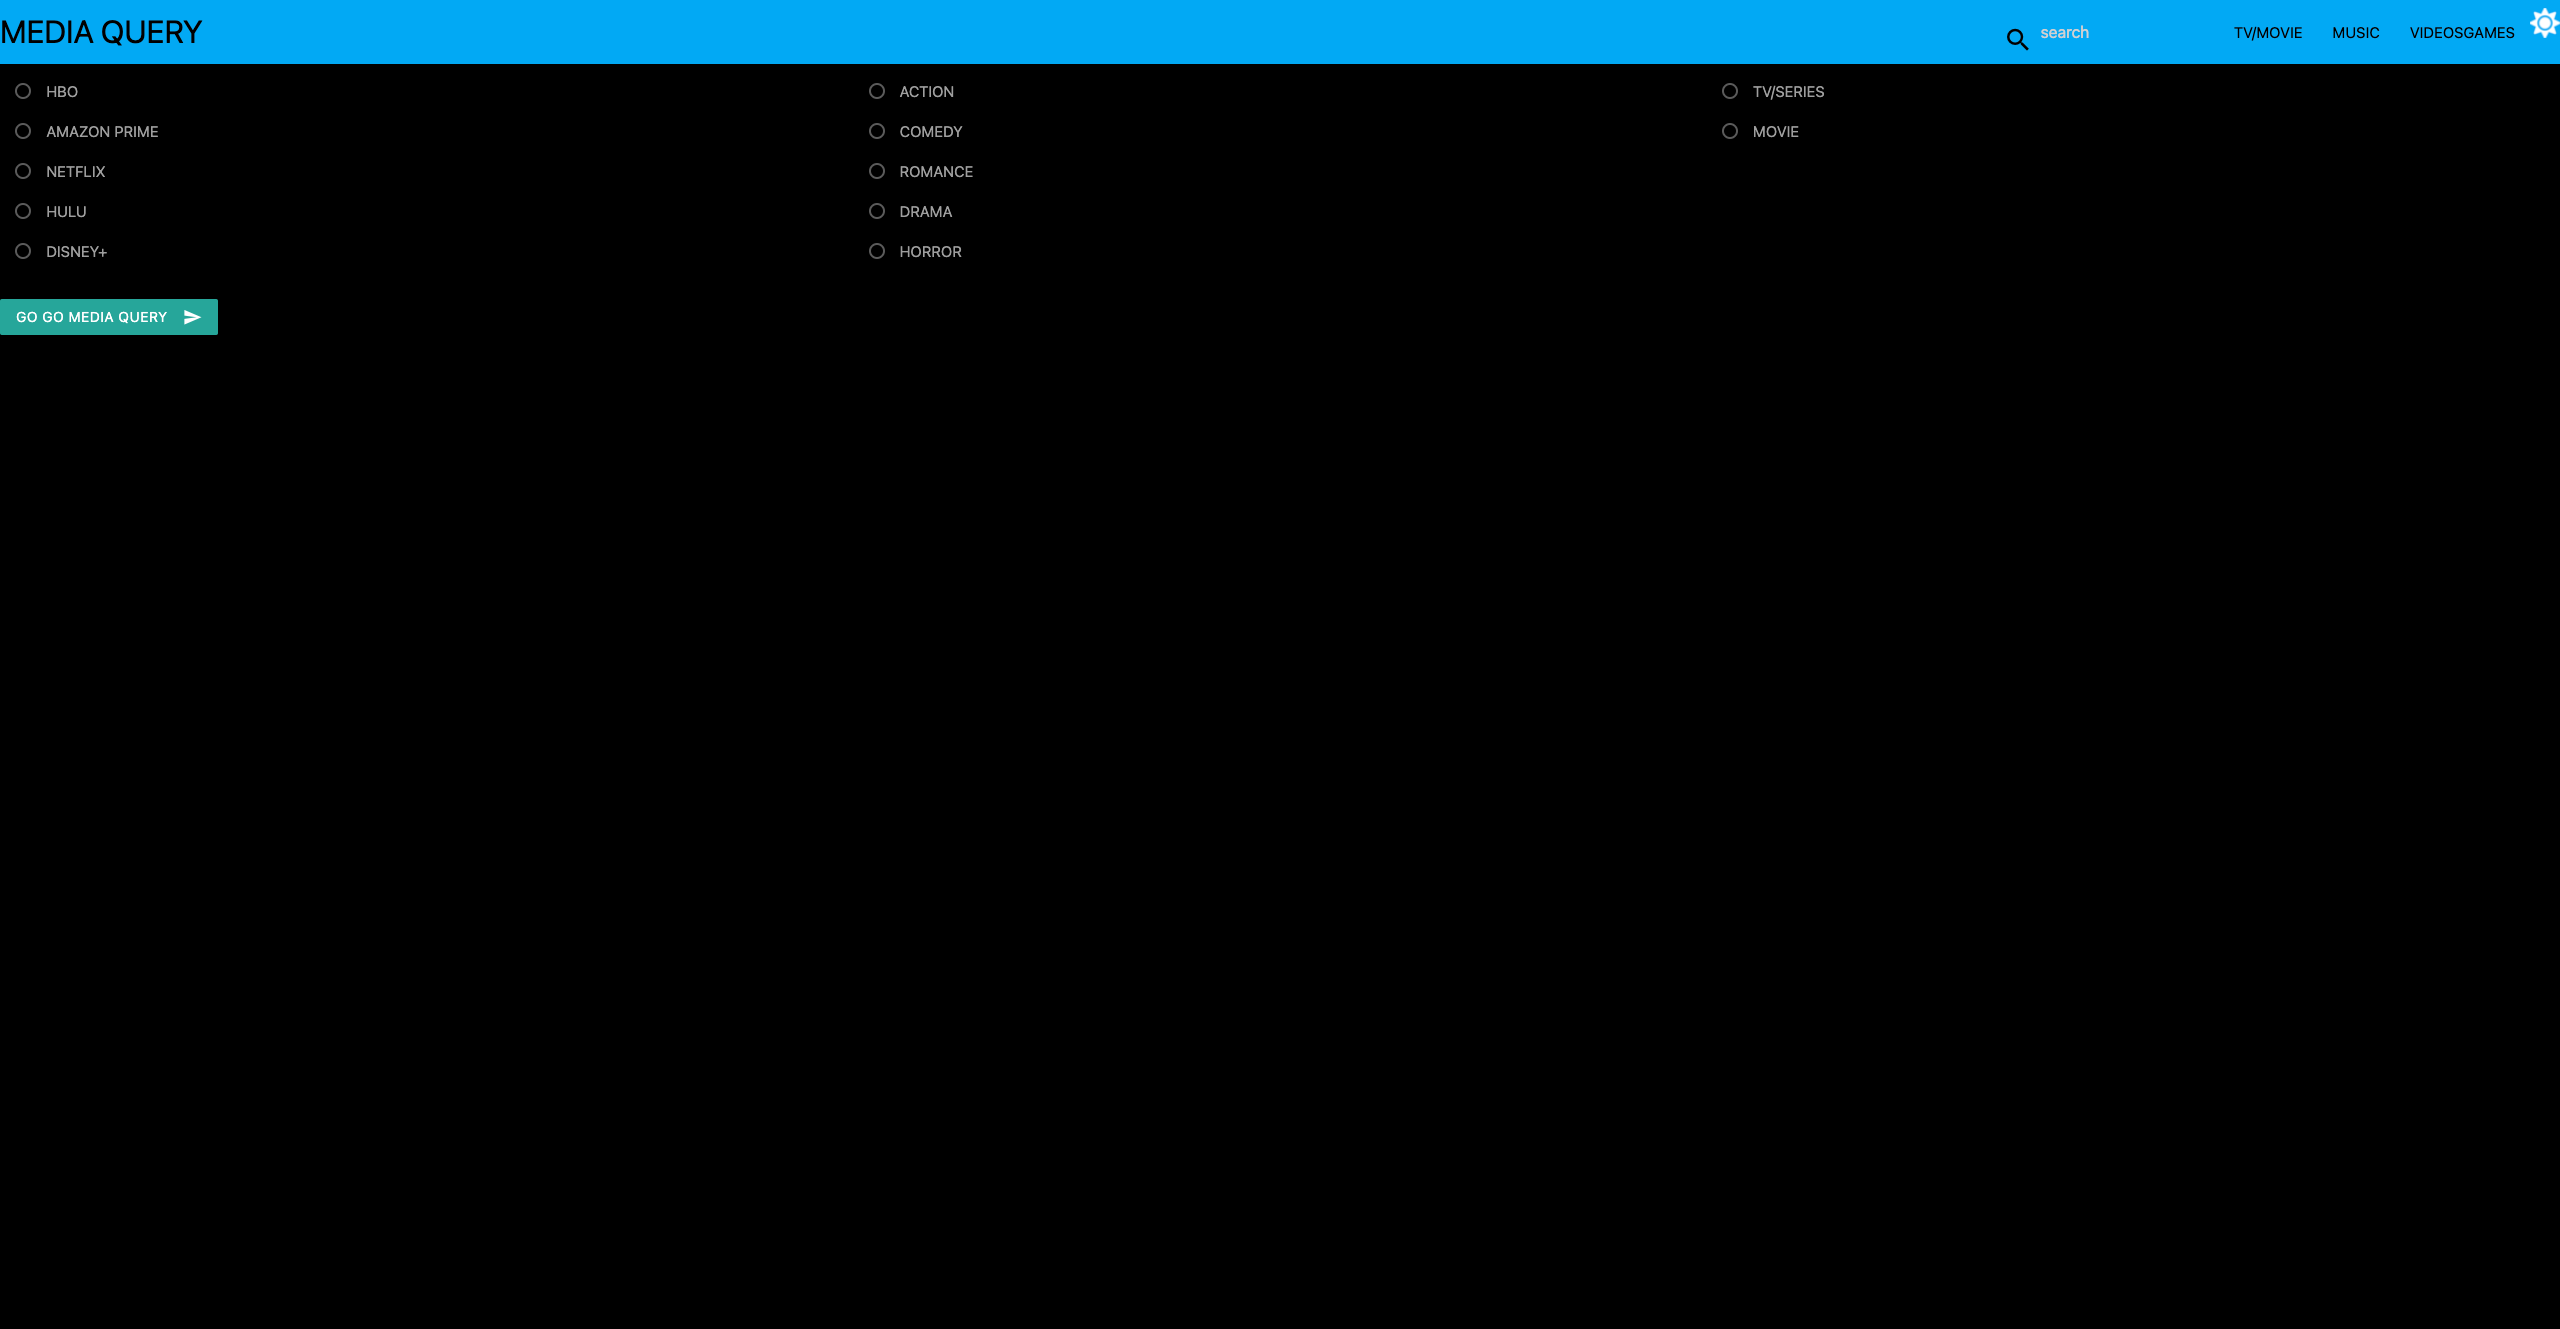 MEDIA QUERY
search
TV/MOVIE
MUSIC
VIDEOSGAMES
HBO
AMAZON PRIME
NETFLIX
HULU
DISNEY+
ACTION
COMEDY
ROMANCE
DRAMA
HORROR
TV/SERIES
MOVIE
GO GO MEDIA QUERY